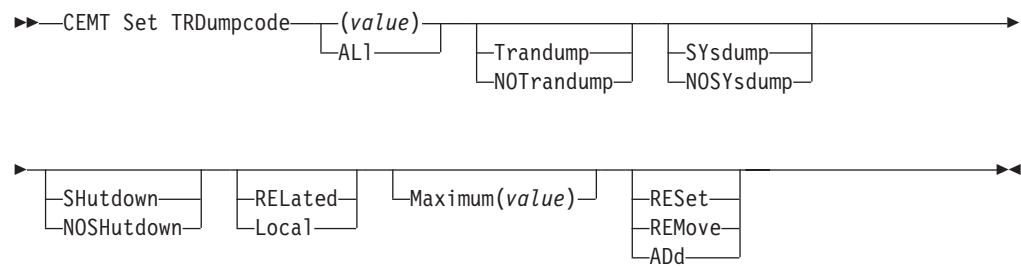 CEMT Set TRDumpcode (value) ALl Trandump NOTrandump SYsdump NOSYsdump
SHutdown NOSHutdown RELated Local Maximum(value) RESet REMove ADd